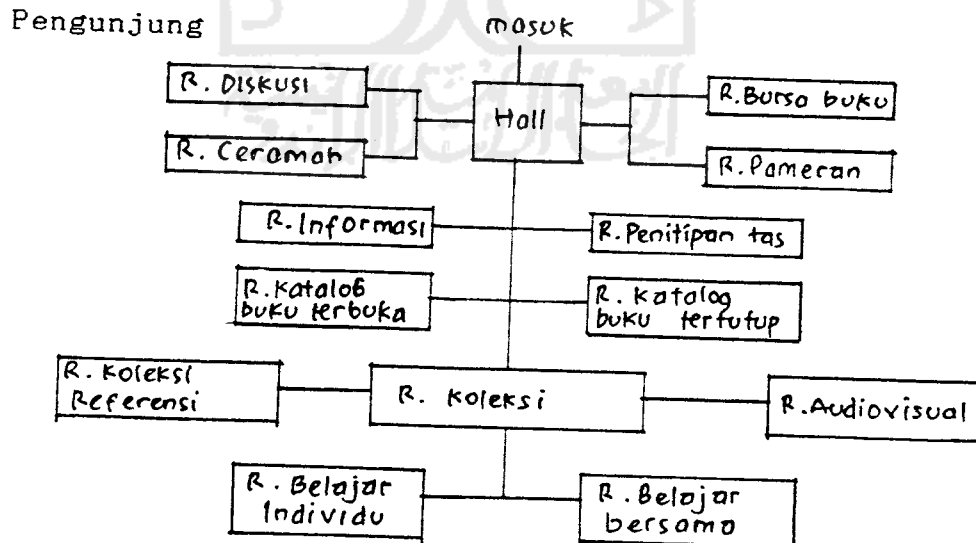 Pengunjung
masuk
R. DISKUSI
Hall
R. Bursa buku
R. Ceramah
R. Pameran
R. Informasi
R. Penitipan tas
R. Katalog
buku terbuka
R. Katalog
buku tertutup
R. Koleksi
Referensi
R. Koleksi
R. Audiovisual
R. Belajar
Individu
R. Belajar
bersama